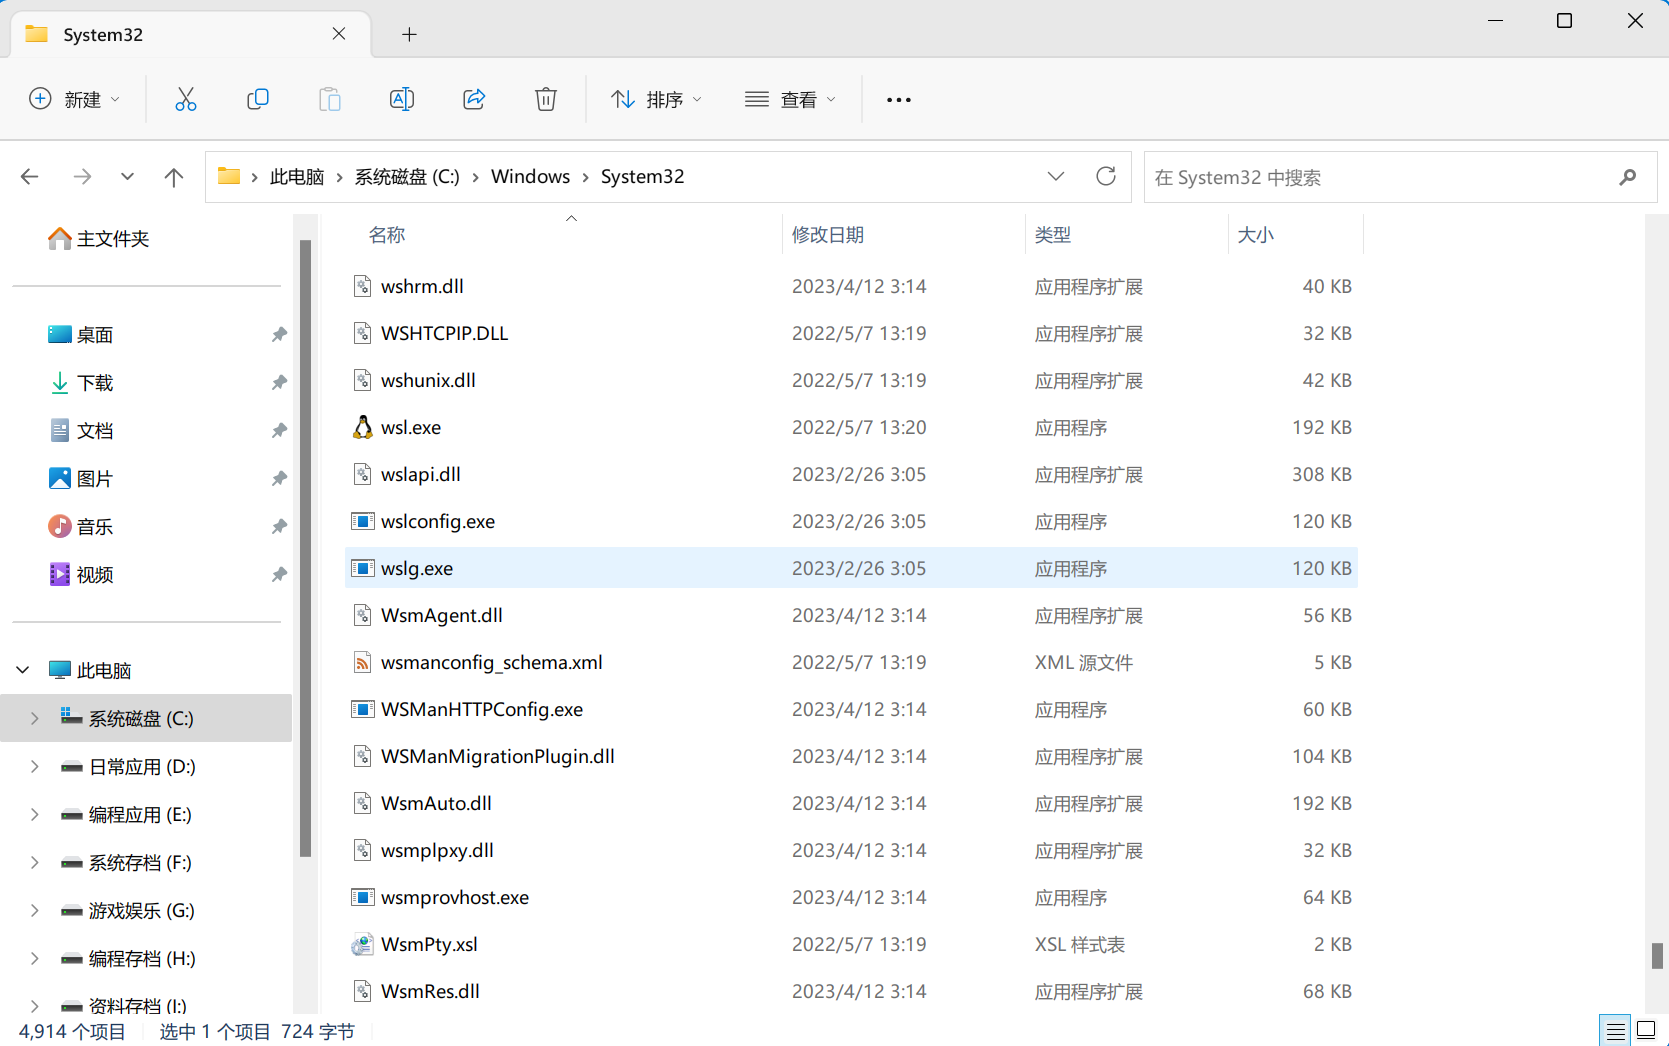 System32
新建
排序
查看
此电脑 > 系统磁盘 (C:) > Windows > System32
在 System32 中搜索
主文件夹
桌面
下载
文档
图片
音乐
视频
此电脑
系统磁盘 (C:)
日常应用 (D:)
编程应用 (E:)
系统存档 (F:)
游戏娱乐 (G:)
编程存档 (H:)
资料存档 (I:)
名称 修改日期 类型 大小
wshrm.dll 2023/4/12 3:14 应用程序扩展 40 KB
WSHTCPIP.DLL 2022/5/7 13:19 应用程序扩展 32 KB
wshunix.dll 2022/5/7 13:19 应用程序扩展 42 KB
wsl.exe 2022/5/7 13:20 应用程序 192 KB
wslapi.dll 2023/2/26 3:05 应用程序扩展 308 KB
wslconfig.exe 2023/2/26 3:05 应用程序 120 KB
wslg.exe 2023/2/26 3:05 应用程序 120 KB
WsmAgent.dll 2023/4/12 3:14 应用程序扩展 56 KB
wsmanconfig_schema.xml 2022/5/7 13:19 XML 源文件 5 KB
WSManHTTPConfig.exe 2023/4/12 3:14 应用程序 60 KB
WSManMigrationPlugin.dll 2023/4/12 3:14 应用程序扩展 104 KB
WsmAuto.dll 2023/4/12 3:14 应用程序扩展 192 KB
wsmplpxy.dll 2023/4/12 3:14 应用程序扩展 32 KB
wsmprovhost.exe 2023/4/12 3:14 应用程序 64 KB
WsmPty.xsl 2022/5/7 13:19 XSL 样式表 2 KB
WsmRes.dll 2023/4/12 3:14 应用程序扩展 68 KB
4,914 个项目 选中 1 个项目 724 字节